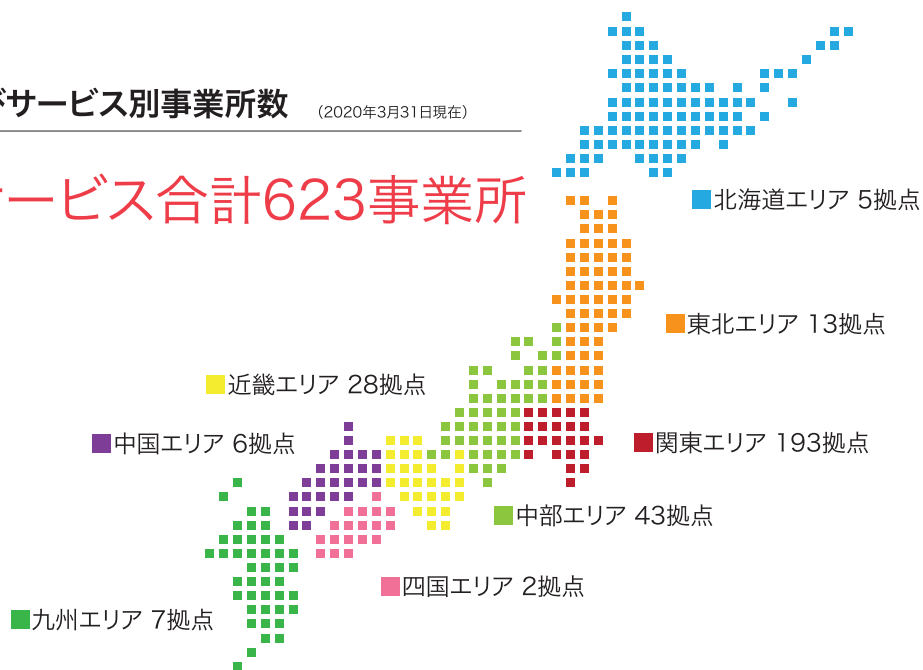 サービス別事業所数 （2020年3月31日現在）
ービス合計623事業所
北海道エリア 5拠点
東北エリア 13拠点
近畿エリア 28拠点
中国エリア 6拠点
関東エリア 193拠点
中部エリア 43拠点
四国エリア 2拠点
九州エリア 7拠点